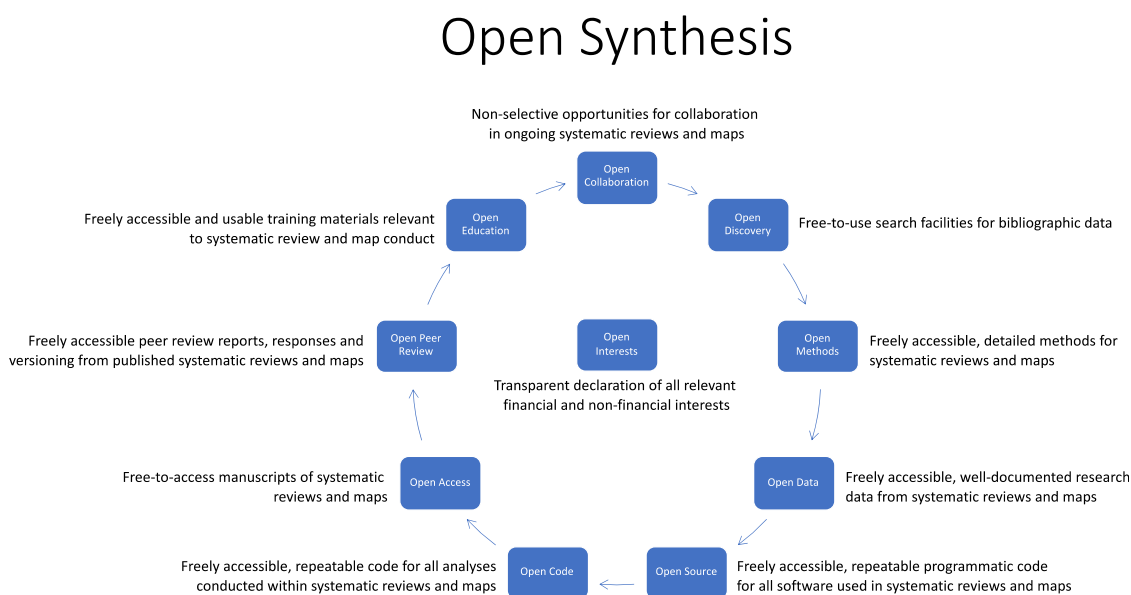 Open Synthesis
Non-selective opportunities for collaboration
in ongoing systematic reviews and maps
Open
Collaboration
Open
Discovery
Free-to-use search facilities for bibliographic data
Open
Methods
Freely accessible, detailed methods for
systematic reviews and maps
Open Data
Freely accessible, well-documented research
data from systematic reviews and maps
Open Source
Freely accessible, repeatable programmatic code
for all software used in systematic reviews and maps
Open Code
Freely accessible, repeatable code for all analyses
conducted within systematic reviews and maps
Open Access
Free-to-access manuscripts of systematic
reviews and maps
Open Peer
Review
Freely accessible peer review reports, responses and
versioning from published systematic reviews and maps
Open
Education
Freely accessible and usable training materials relevant
to systematic review and map conduct
Open
Interests
Transparent declaration of all relevant
financial and non-financial interests